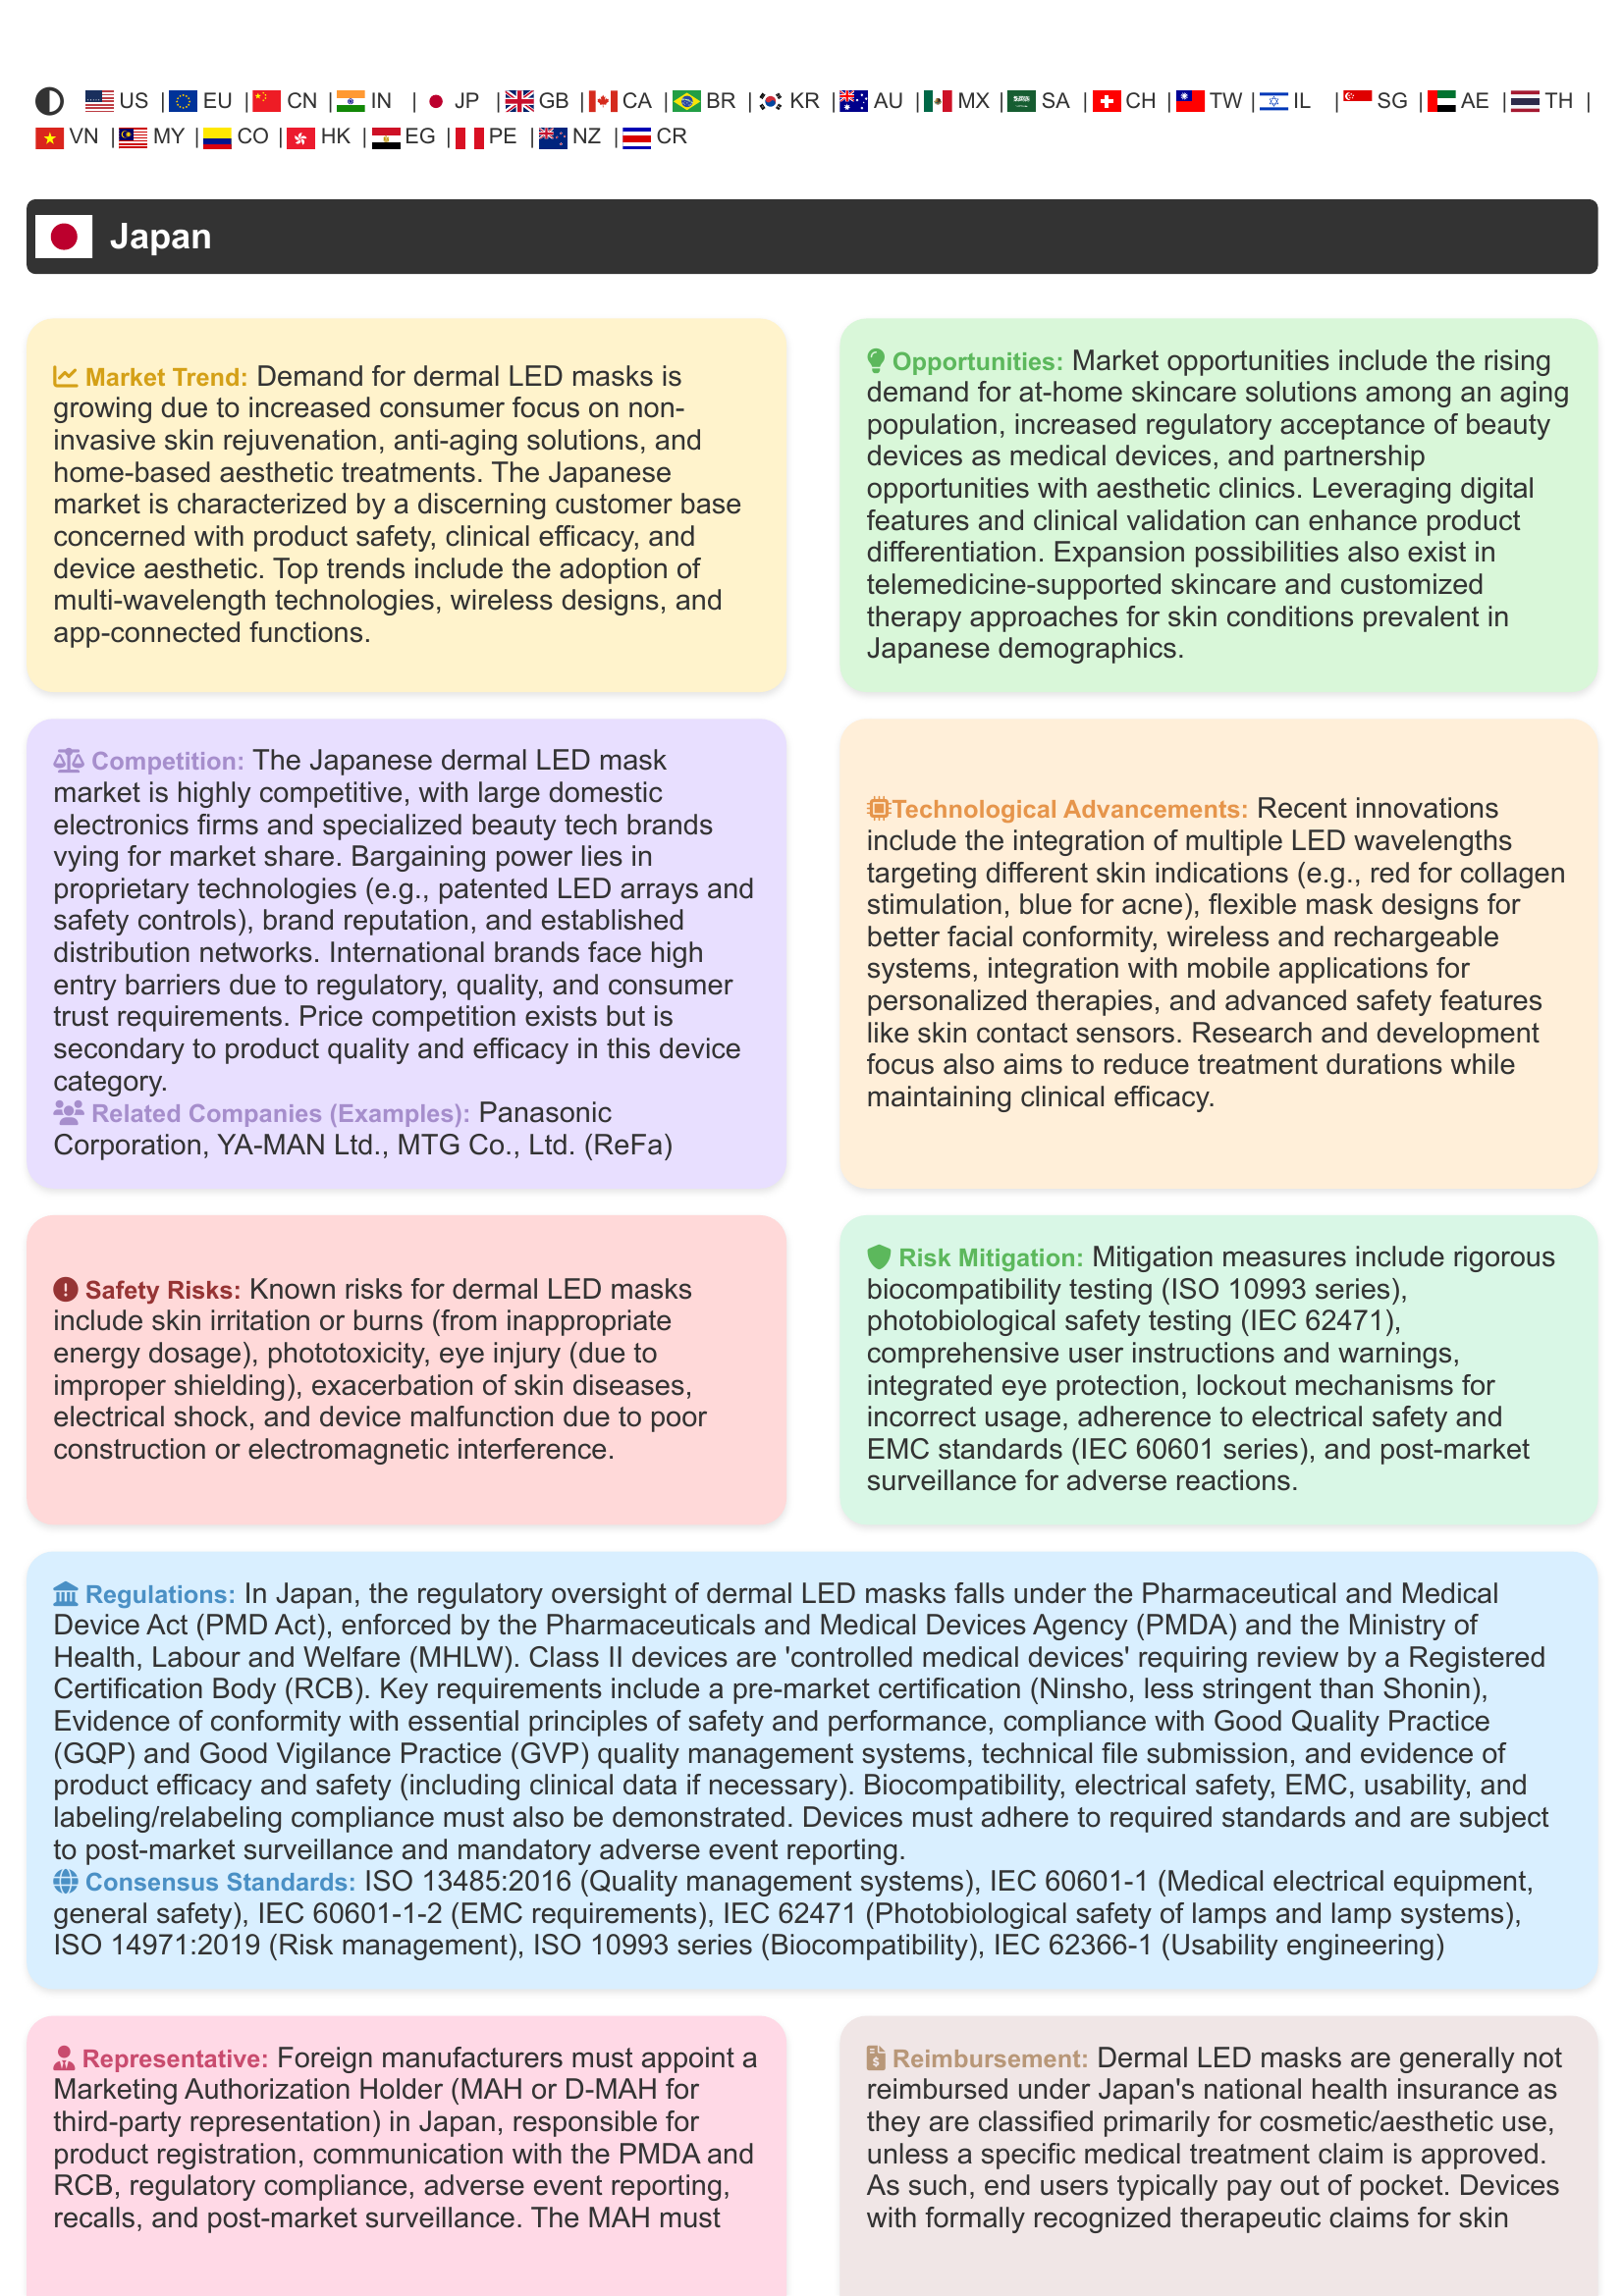 US | EU | CN | IN | JP | GB | CA | BR | KR | AU | MX | SA | CH | TW | IL | SG | AE | TH |
VN | MY | CO | HK | EG | PE | NZ | CR
Japan
Market Trend: Demand for dermal LED masks is
growing due to increased consumer focus on non-
invasive skin rejuvenation, anti-aging solutions, and
home-based aesthetic treatments. The Japanese
market is characterized by a discerning customer base
concerned with product safety, clinical efficacy, and
device aesthetic. Top trends include the adoption of
multi-wavelength technologies, wireless designs, and
app-connected functions.
Opportunities: Market opportunities include the rising
demand for at-home skincare solutions among an aging
population, increased regulatory acceptance of beauty
devices as medical devices, and partnership
opportunities with aesthetic clinics. Leveraging digital
features and clinical validation can enhance product
differentiation. Expansion possibilities also exist in
telemedicine-supported skincare and customized
therapy approaches for skin conditions prevalent in
Japanese demographics.
Competition: The Japanese dermal LED mask
market is highly competitive, with large domestic
electronics firms and specialized beauty tech brands
vying for market share. Bargaining power lies in
proprietary technologies (e.g., patented LED arrays and
safety controls), brand reputation, and established
distribution networks. International brands face high
entry barriers due to regulatory, quality, and consumer
trust requirements. Price competition exists but is
secondary to product quality and efficacy in this device
category.
Related Companies (Examples): Panasonic
Corporation, YA-MAN Ltd., MTG Co., Ltd. (ReFa)
Technological Advancements: Recent innovations
include the integration of multiple LED wavelengths
targeting different skin indications (e.g., red for collagen
stimulation, blue for acne), flexible mask designs for
better facial conformity, wireless and rechargeable
systems, integration with mobile applications for
personalized therapies, and advanced safety features
like skin contact sensors. Research and development
focus also aims to reduce treatment durations while
maintaining clinical efficacy.
Safety Risks: Known risks for dermal LED masks
include skin irritation or burns (from inappropriate
energy dosage), phototoxicity, eye injury (due to
improper shielding), exacerbation of skin diseases,
electrical shock, and device malfunction due to poor
construction or electromagnetic interference.
Risk Mitigation: Mitigation measures include rigorous
biocompatibility testing (ISO 10993 series),
photobiological safety testing (IEC 62471),
comprehensive user instructions and warnings,
integrated eye protection, lockout mechanisms for
incorrect usage, adherence to electrical safety and
EMC standards (IEC 60601 series), and post-market
surveillance for adverse reactions.
Regulations: In Japan, the regulatory oversight of dermal LED masks falls under the Pharmaceutical and Medical
Device Act (PMD Act), enforced by the Pharmaceuticals and Medical Devices Agency (PMDA) and the Ministry of
Health, Labour and Welfare (MHLW). Class II devices are 'controlled medical devices' requiring review by a Registered
Certification Body (RCB). Key requirements include a pre-market certification (Ninsho, less stringent than Shonin),
Evidence of conformity with essential principles of safety and performance, compliance with Good Quality Practice
(GQP) and Good Vigilance Practice (GVP) quality management systems, technical file submission, and evidence of
product efficacy and safety (including clinical data if necessary). Biocompatibility, electrical safety, EMC, usability, and
labeling/relabeling compliance must also be demonstrated. Devices must adhere to required standards and are subject
to post-market surveillance and mandatory adverse event reporting.
Consensus Standards: ISO 13485:2016 (Quality management systems), IEC 60601-1 (Medical electrical equipment,
general safety), IEC 60601-1-2 (EMC requirements), IEC 62471 (Photobiological safety of lamps and lamp systems),
ISO 14971:2019 (Risk management), ISO 10993 series (Biocompatibility), IEC 62366-1 (Usability engineering)
Representative: Foreign manufacturers must appoint a
Marketing Authorization Holder (MAH or D-MAH for
third-party representation) in Japan, responsible for
product registration, communication with the PMDA and
RCB, regulatory compliance, adverse event reporting,
recalls, and post-market surveillance. The MAH must
Reimbursement: Dermal LED masks are generally not
reimbursed under Japan's national health insurance as
they are classified primarily for cosmetic/aesthetic use,
unless a specific medical treatment claim is approved.
As such, end users typically pay out of pocket. Devices
with formally recognized therapeutic claims for skin